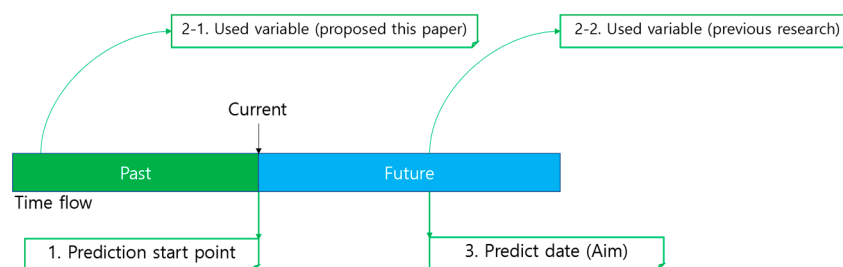 2-1. Used variable (proposed this paper)
2-2. Used variable (previous research)
Current
Past
Future
Time flow
1. Prediction start point
3. Predict date (Aim)